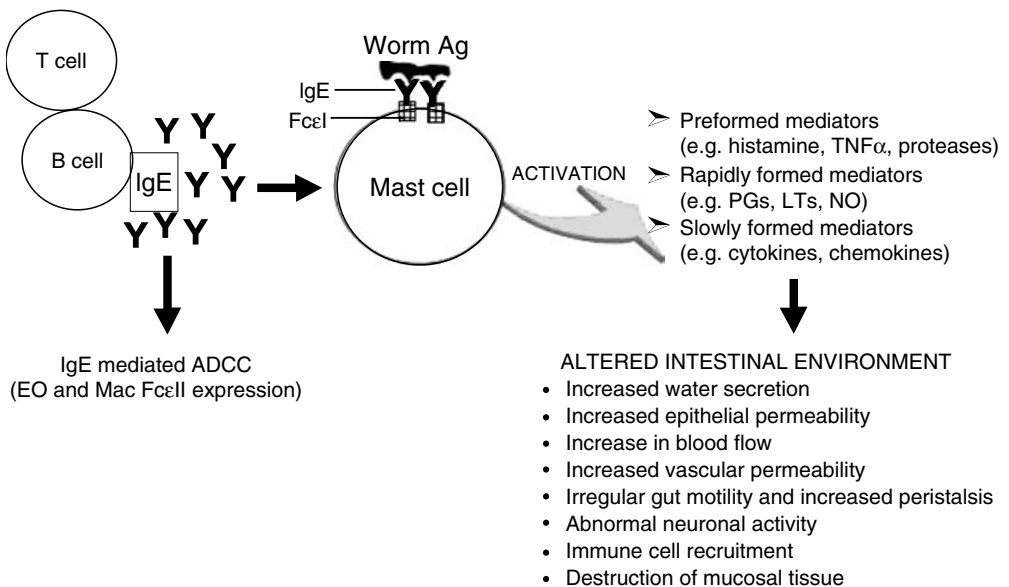 T cell
B cell
IgE
Worm Ag
IgE
FcεI
Mast cell
ACTIVATION
Preformed mediators
(e.g. histamine, TNFα, proteases)
Rapidly formed mediators
(e.g. PGs, LTs, NO)
Slowly formed mediators
(e.g. cytokines, chemokines)
IgE mediated ADCC
(EO and Mac FcεII expression)
ALTERED INTESTINAL ENVIRONMENT
• Increased water secretion
• Increased epithelial permeability
• Increase in blood flow
• Increased vascular permeability
• Irregular gut motility and increased peristalsis
• Abnormal neuronal activity
• Immune cell recruitment
• Destruction of mucosal tissue